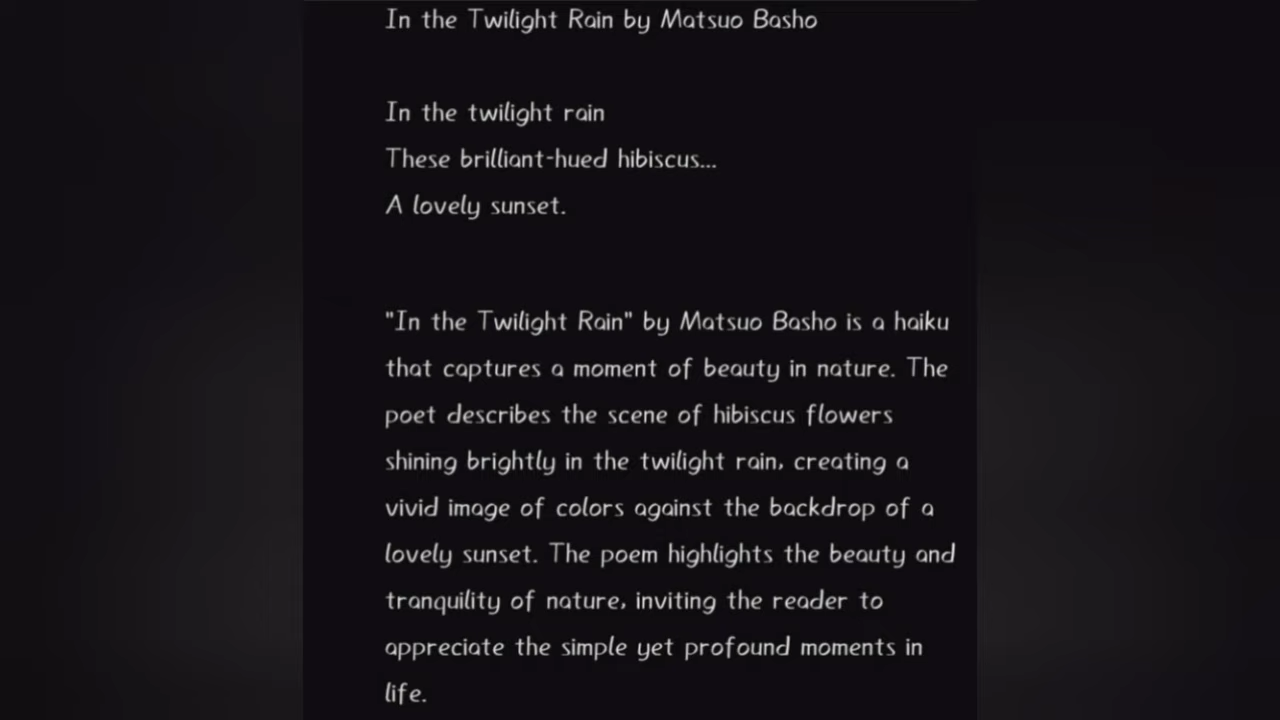 In the Twilight Rain by Matsuo Basho
In the twilight rain
These brilliant-hued hibiscus...
A lovely sunset.
"In the Twilight Rain" by Matsuo Basho is a haiku
that captures a moment of beauty in nature. The
poet describes the scene of hibiscus flowers
shining brightly in the twilight rain, creating a
vivid image of colors against the backdrop of a
lovely sunset. The poem highlights the beauty and
tranquility of nature, inviting the reader to
appreciate the simple yet profound moments in
life.